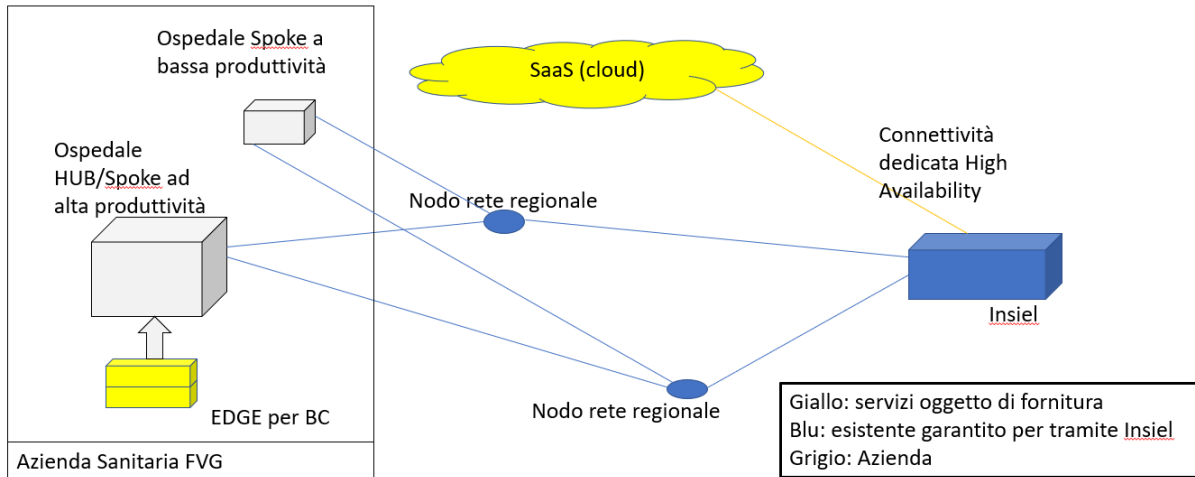 Ospedale Spoke a
bassa produttività
SaaS (cloud)
Connettività
dedicata High
Availability
Ospedale
HUB/Spoke ad
alta produttività
Nodo rete regionale
Insiel
Nodo rete regionale
EDGE per BC
Azienda Sanitaria FVG
Giallo: servizi oggetto di fornitura
Blu: esistente garantito per tramite Insiel
Grigio: Azienda